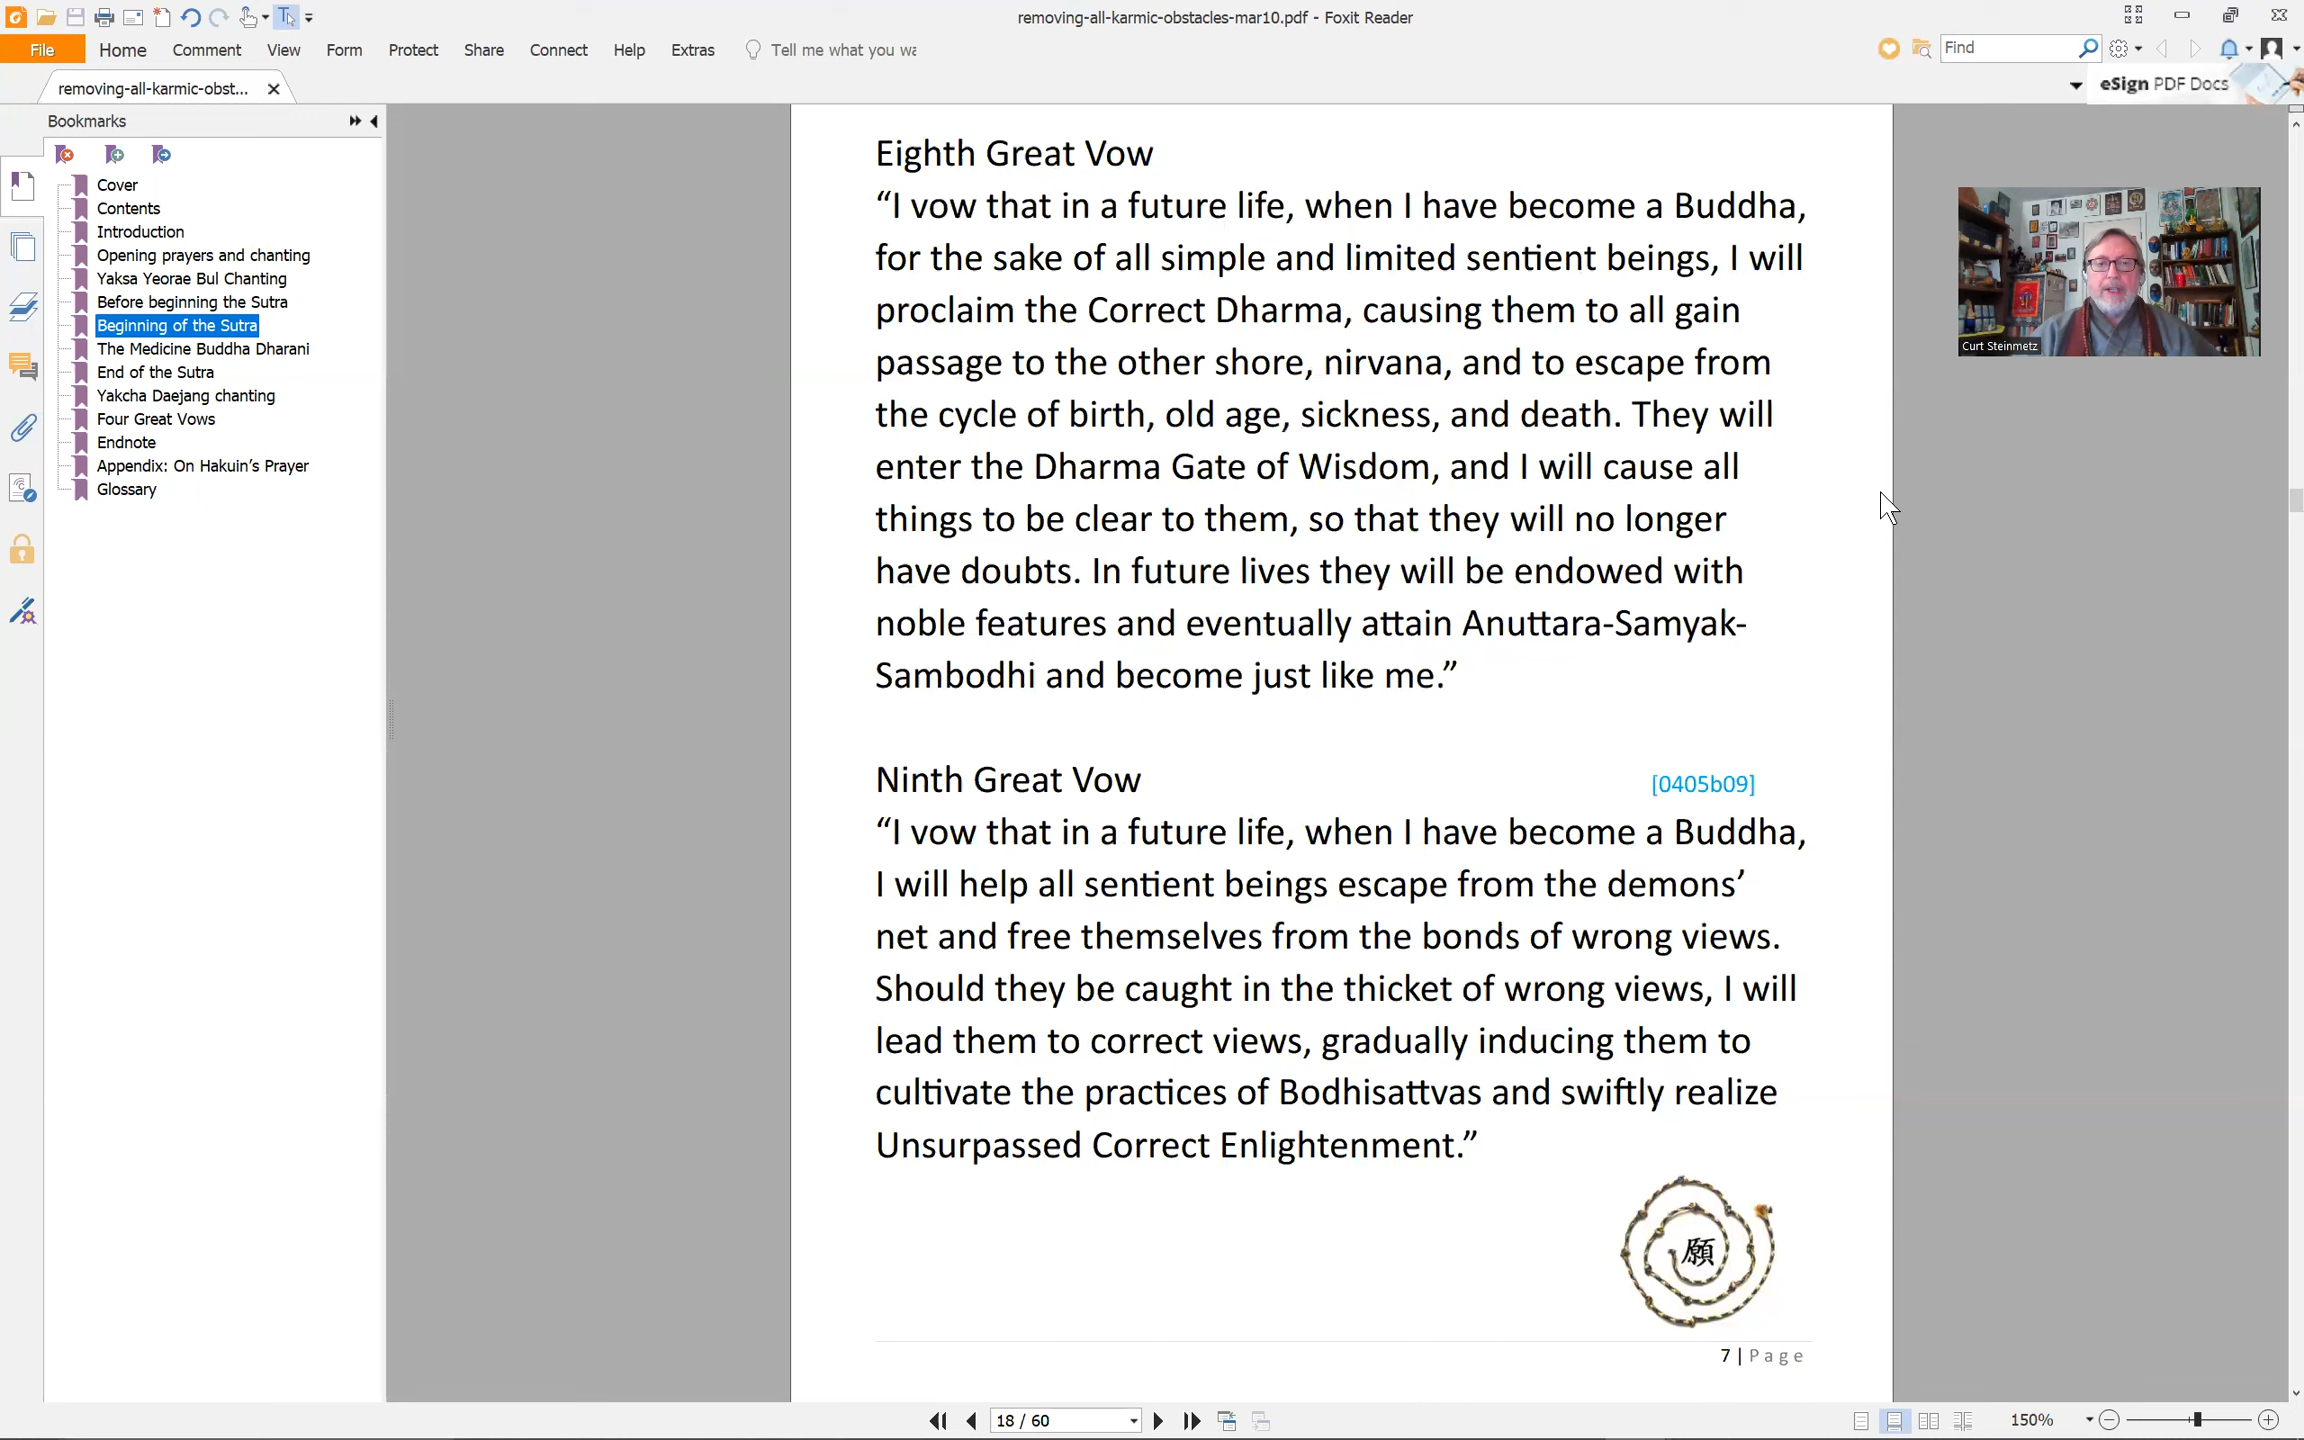 removing-all-karmic-obstacles-mar10.pdf - Foxit Reader
File Home Comment View Form Protect Share Connect Help Extras Tell me what you wa
Find
removing-all-karmic-obst...
eSign PDF Docs
Bookmarks
Cover
Contents
Introduction
Opening prayers and chanting
Yaksa Yeorae Bul Chanting
Before beginning the Sutra
Beginning of the Sutra
The Medicine Buddha Dharani
End of the Sutra
Yakcha Daejang chanting
Four Great Vows
Endnote
Appendix: On Hakuin’s Prayer
Glossary
Eighth Great Vow
“I vow that in a future life, when I have become a Buddha,
for the sake of all simple and limited sentient beings, I will
proclaim the Correct Dharma, causing them to all gain
passage to the other shore, nirvana, and to escape from
the cycle of birth, old age, sickness, and death. They will
enter the Dharma Gate of Wisdom, and I will cause all
things to be clear to them, so that they will no longer
have doubts. In future lives they will be endowed with
noble features and eventually attain Anuttara-Samyak-
Sambodhi and become just like me.”
Ninth Great Vow [0405b09]
“I vow that in a future life, when I have become a Buddha,
I will help all sentient beings escape from the demons’
net and free themselves from the bonds of wrong views.
Should they be caught in the thicket of wrong views, I will
lead them to correct views, gradually inducing them to
cultivate the practices of Bodhisattvas and swiftly realize
Unsurpassed Correct Enlightenment.”
願
7 | Page
Curt Steinmetz
18 / 60
150%